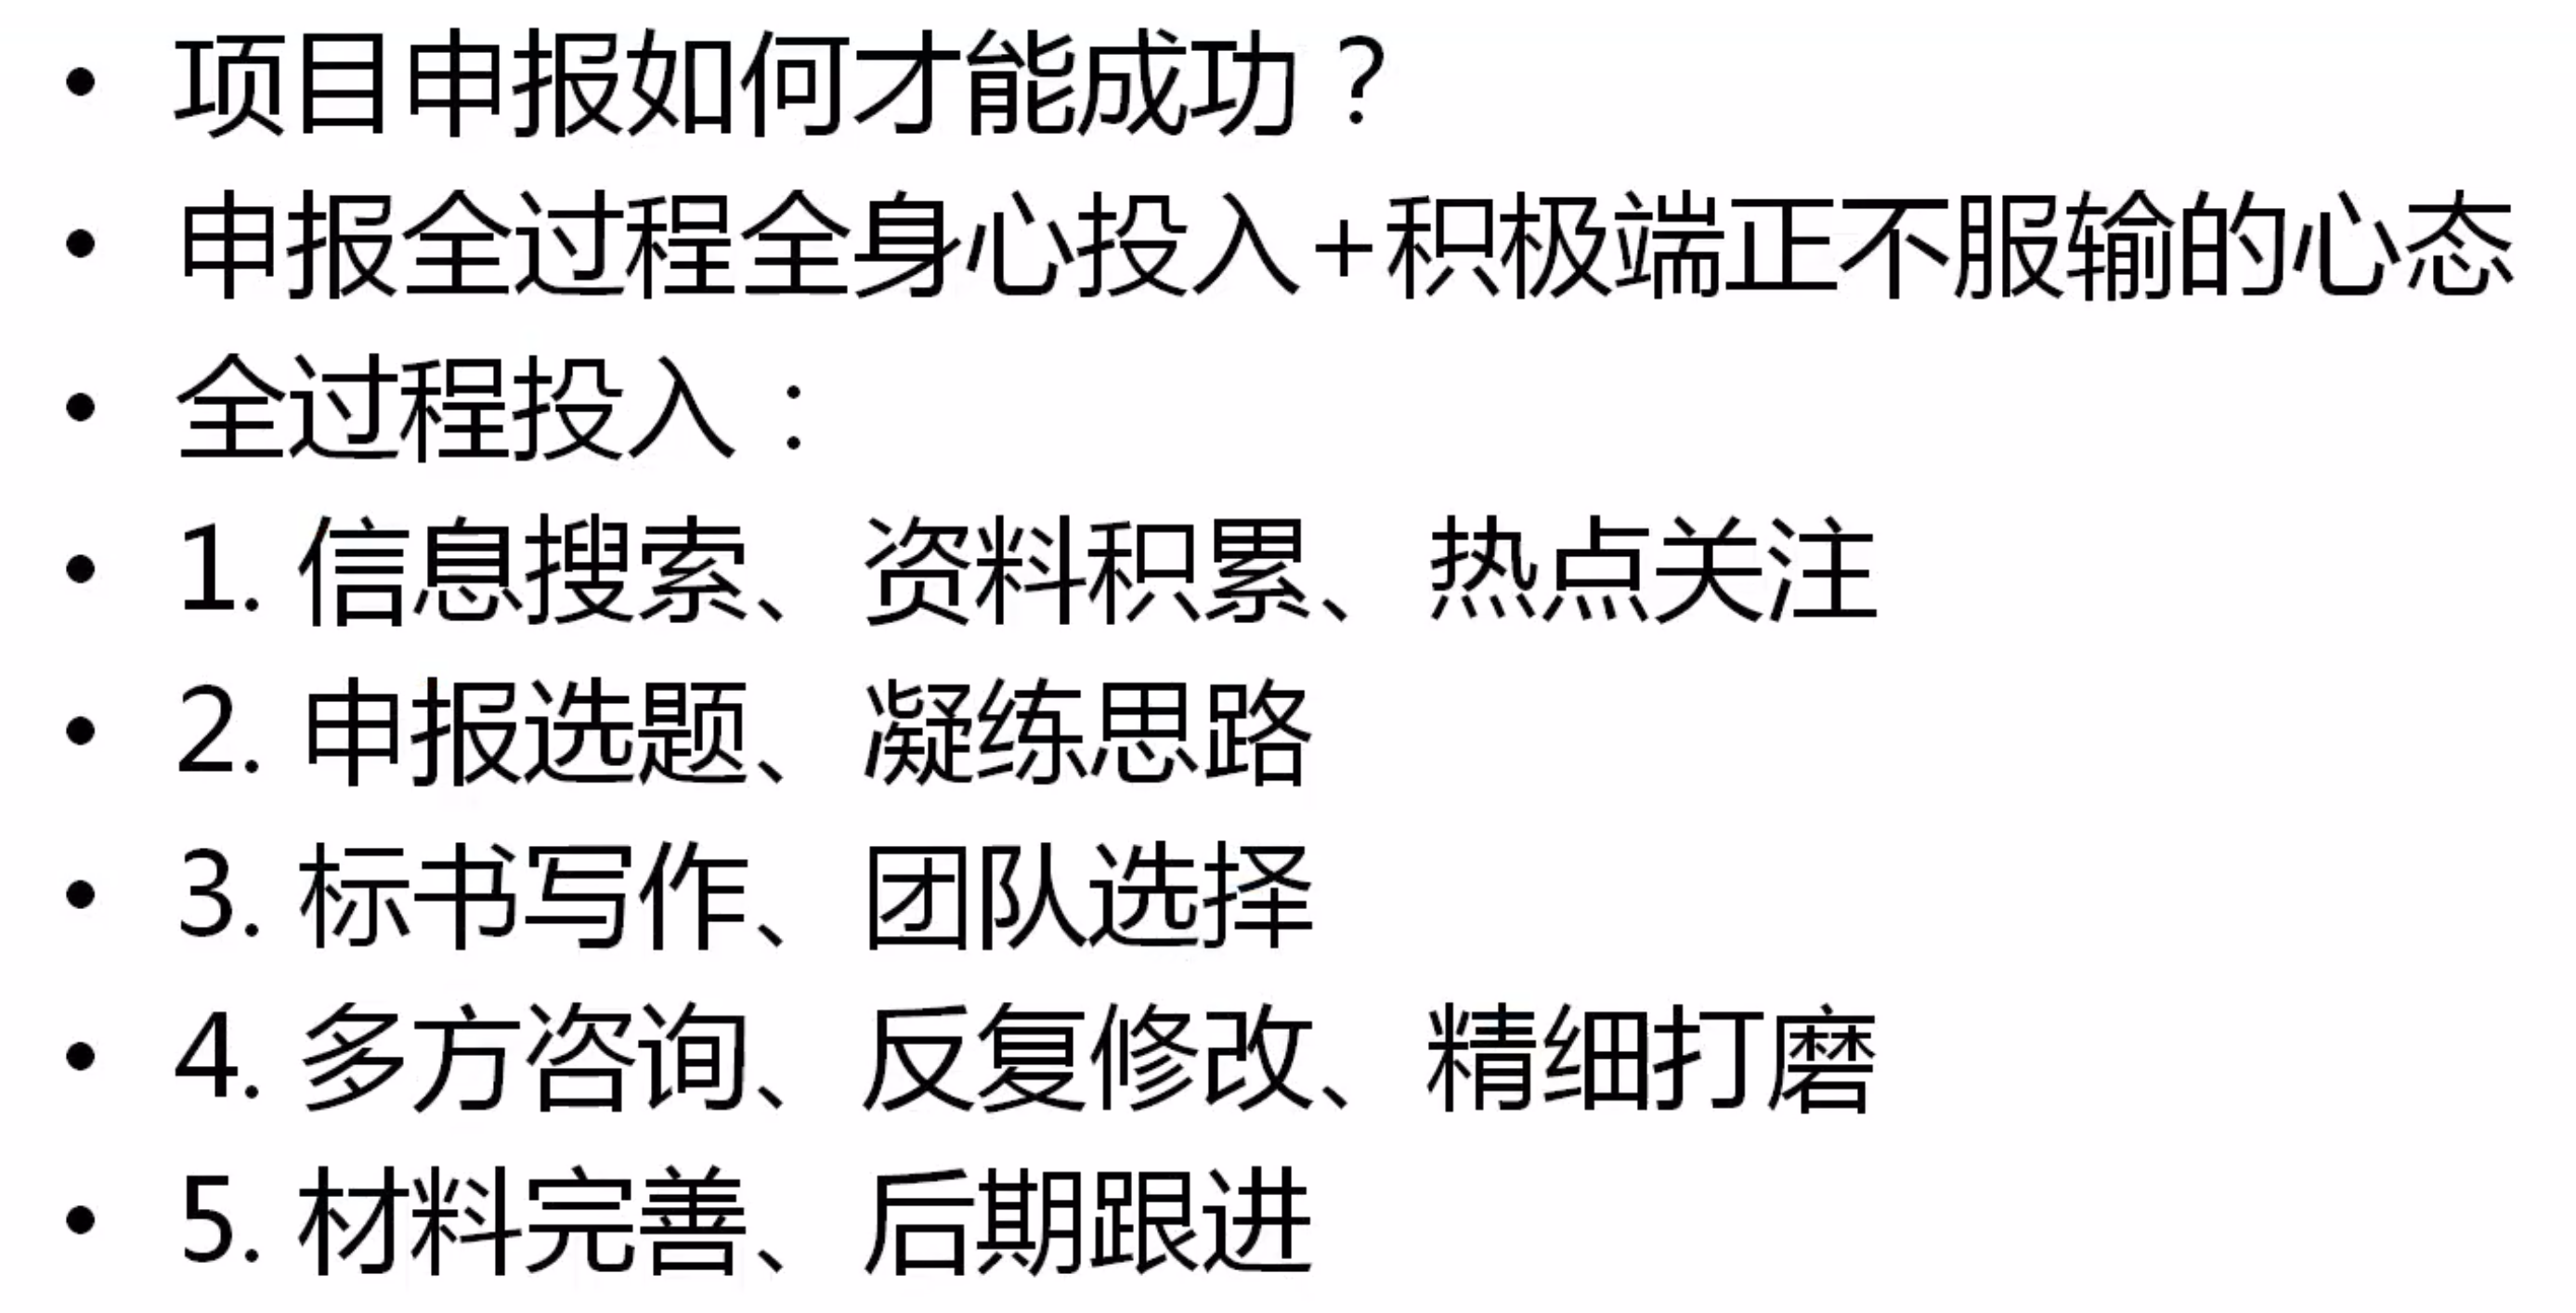 • 项目申报如何才能成功？
• 申报全过程全身心投入+积极端正不服输的心态
• 全过程投入：
• 1. 信息搜索、资料积累、热点关注
• 2. 申报选题、凝练思路
• 3. 标书写作、团队选择
• 4. 多方咨询、反复修改、精细打磨
• 5. 材料完善、后期跟进